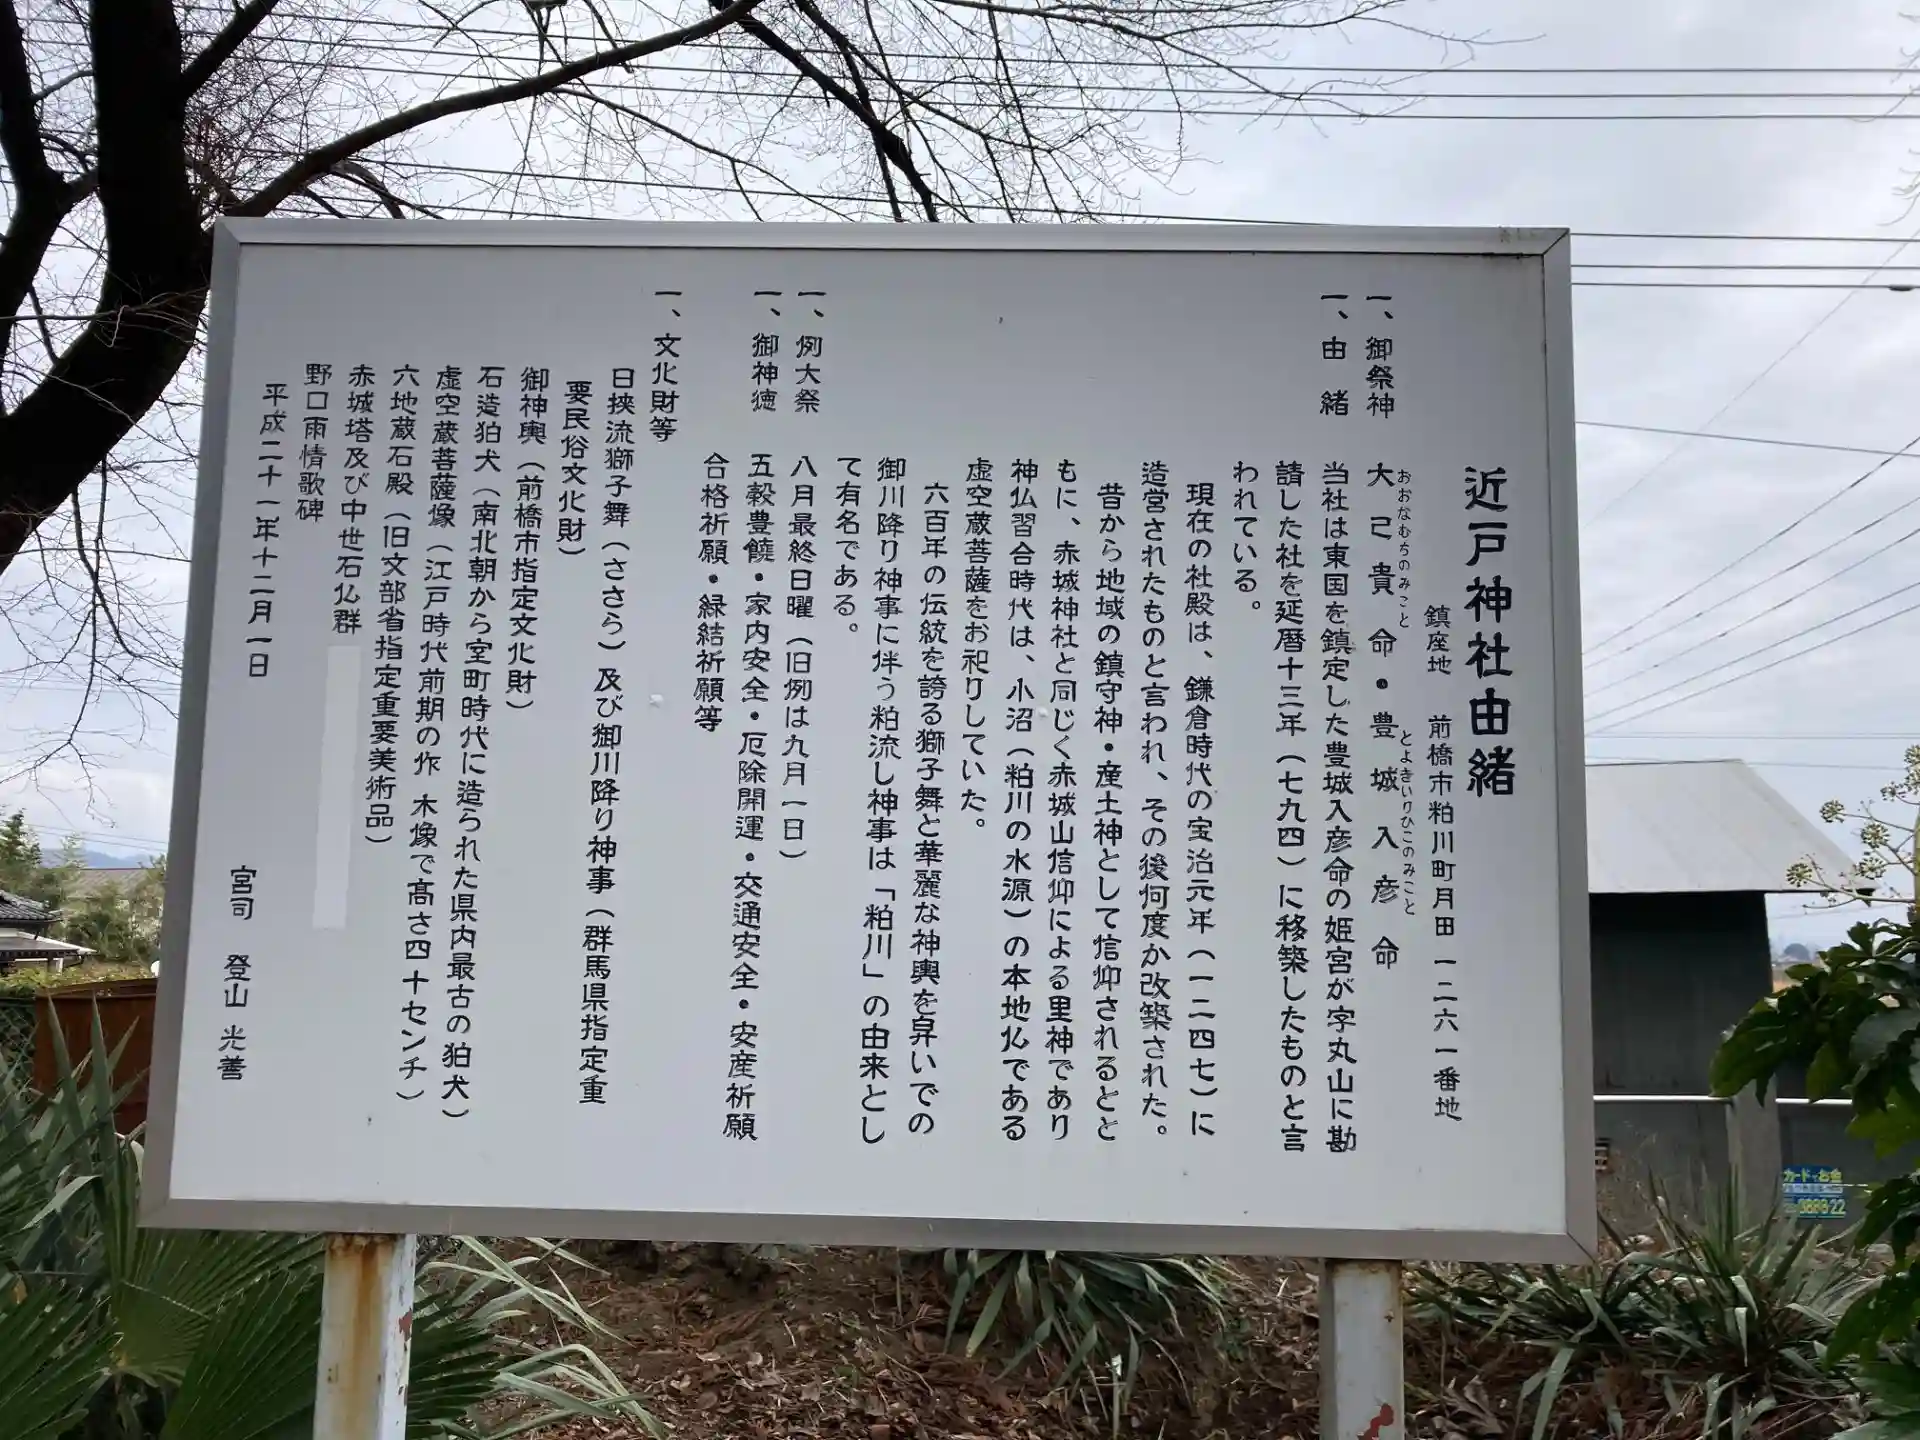 近戸神社由緒
鎮座地 前橋市粕川町月田一二六一番地
一、御祭神 大己貴命・豊城入彦命
おおなむちのみこと とよきいりひこのみこと
一、由 緒 当社は東国を鎮定した豊城入彦命の姫宮が字丸山に勘
請した社を延暦十三年（七九四）に移築したものと言
われている。
現在の社殿は、鎌倉時代の宝治元年（一二四七）に
造営されたものと言われ、その後何度か改築された。
昔から地域の鎮守神・産土神として信仰されるとと
もに、赤城神社と同じく赤城山信仰による里神であり
神仏習合時代は、小沼（粕川の水源）の本地仏である
虚空蔵菩薩をお祀りしていた。
六百年の伝統を誇る獅子舞と華麗な神輿を舁いでの
御川降り神事に伴う粕流し神事は「粕川」の由来とし
て有名である。
一、例大祭 八月最終日曜（旧例は九月一日）
一、御神徳 五穀豊饒・家内安全・厄除開運・交通安全・安産祈願
合格祈願・縁結祈願等
一、文化財等
日挟流獅子舞（ささら）及び御川降り神事（群馬県指定重
要民俗文化財）
御神輿（前橋市指定文化財）
石造狛犬（南北朝から室町時代に造られた県内最古の狛犬）
虚空蔵菩薩像（江戸時代前期の作 木像で高さ四十センチ）
六地蔵石殿（旧文部省指定重要美術品）
赤城塔及び中世石仏群
野口雨情歌碑
平成二十一年十二月一日
宮司 登山 光善
カードでお金